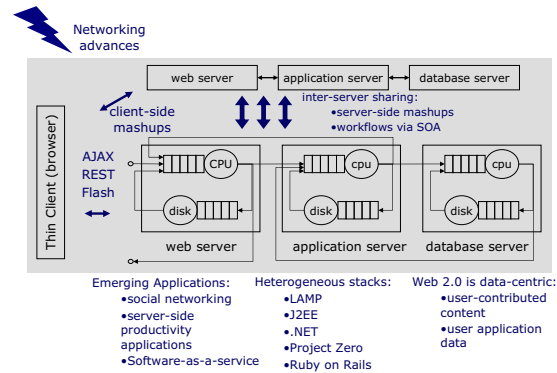 Networking
advances
web server
application server
database server
inter-server sharing:
•server-side mashups
•workflows via SOA
client-side
mashups
Thin Client (browser)
AJAX
REST
Flash
CPU
cpu
cpu
disk
disk
disk
web server
application server
database server
Emerging Applications:
•social networking
•server-side
productivity
applications
•Software-as-a-service
Heterogeneous stacks:
•LAMP
•J2EE
•.NET
•Project Zero
•Ruby on Rails
Web 2.0 is data-centric:
•user-contributed
content
•user application
data